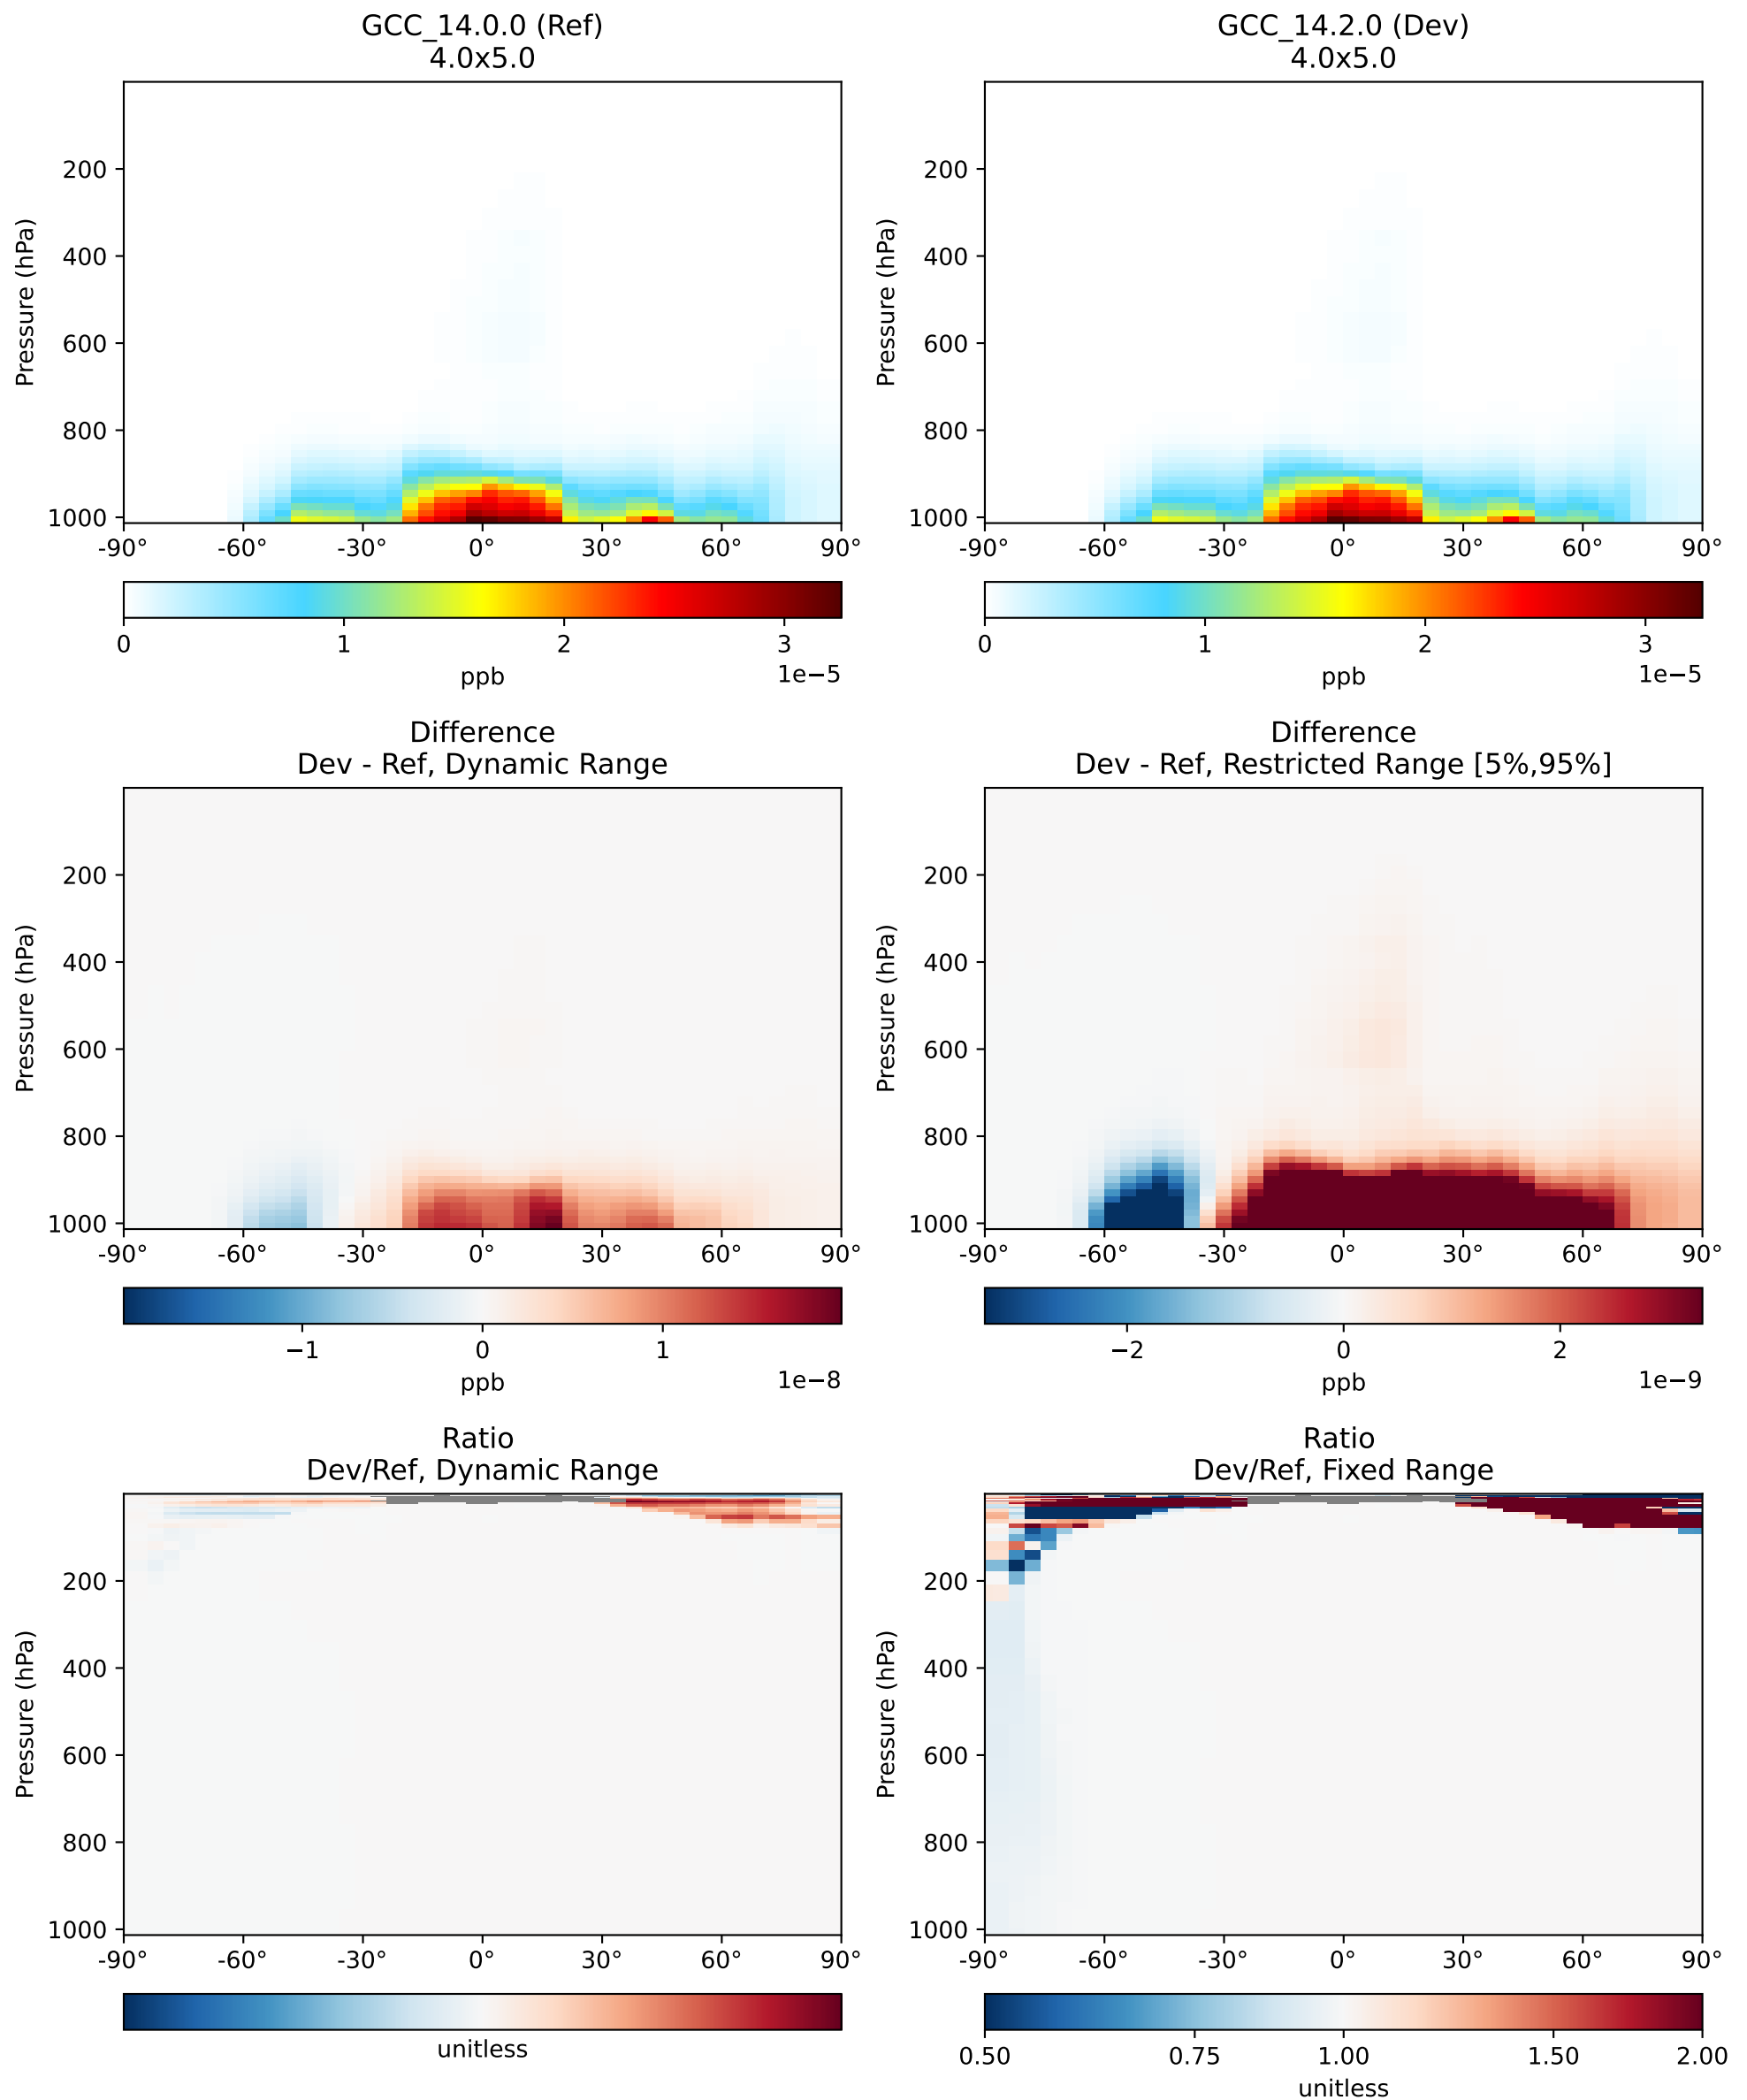 GCC_14.0.0 (Ref)
4.0x5.0
GCC_14.2.0 (Dev)
4.0x5.0
Pressure (hPa)
200
400
600
800
1000
-90° -60° -30° 0° 30° 60° 90°
0 1 2 3
1e−5
ppb
Pressure (hPa)
200
400
600
800
1000
-90° -60° -30° 0° 30° 60° 90°
0 1 2 3
1e−5
ppb
Difference
Dev - Ref, Dynamic Range
Difference
Dev - Ref, Restricted Range [5%,95%]
Pressure (hPa)
200
400
600
800
1000
-90° -60° -30° 0° 30° 60° 90°
−1 0 1
1e−8
ppb
Pressure (hPa)
200
400
600
800
1000
-90° -60° -30° 0° 30° 60° 90°
−2 0 2
1e−9
ppb
Ratio
Dev/Ref, Dynamic Range
Ratio
Dev/Ref, Fixed Range
Pressure (hPa)
200
400
600
800
1000
-90° -60° -30° 0° 30° 60° 90°
unitless
Pressure (hPa)
200
400
600
800
1000
-90° -60° -30° 0° 30° 60° 90°
0.50 0.75 1.00 1.50 2.00
unitless